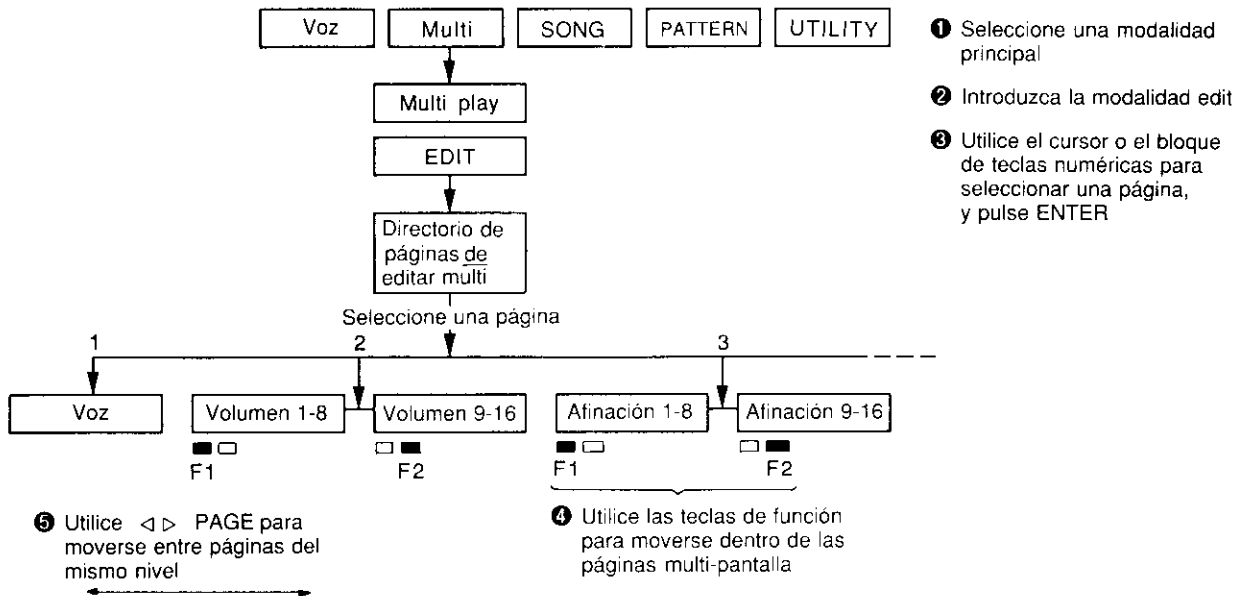 Voz
Multi
SONG
PATTERN
UTILITY
Multi play
EDIT
Directorio de
páginas de
editar multi
Seleccione una página
1
2
3
Voz
Volumen 1-8
Volumen 9-16
Afinación 1-8
Afinación 9-16
F1
F2
F1
F2
❶ Seleccione una modalidad
principal
❷ Introduzca la modalidad edit
❸ Utilice el cursor o el bloque
de teclas numéricas para
seleccionar una página,
y pulse ENTER
❹ Utilice las teclas de función
para moverse dentro de las
páginas multi-pantalla
❺ Utilice ◁ ▷ PAGE para
moverse entre páginas del
mismo nivel